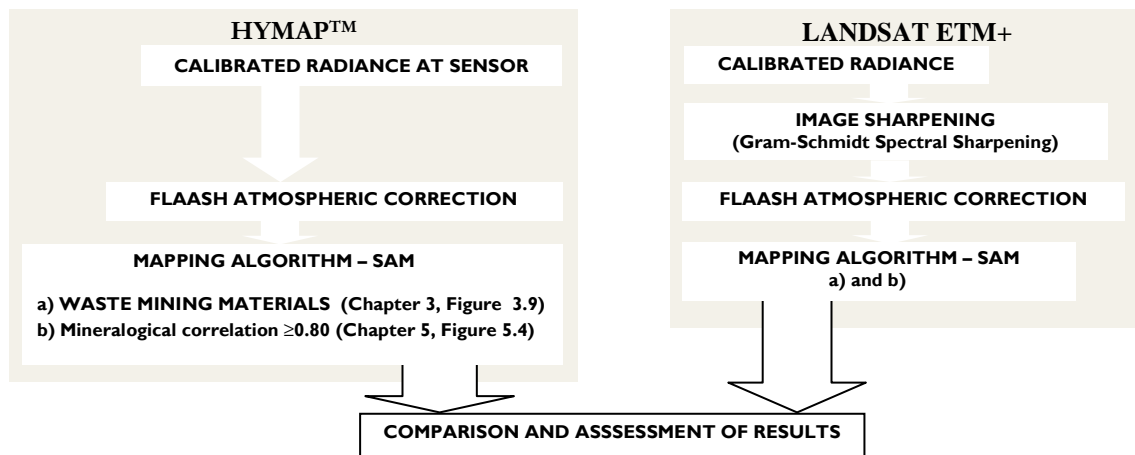 HYMAP™
CALIBRATED RADIANCE AT SENSOR
FLAASH ATMOSPHERIC CORRECTION
MAPPING ALGORITHM – SAM
a) WASTE MINING MATERIALS (Chapter 3, Figure 3.9)
b) Mineralogical correlation ≥0.80 (Chapter 5, Figure 5.4)
LANDSAT ETM+
CALIBRATED RADIANCE
IMAGE SHARPENING
(Gram-Schmidt Spectral Sharpening)
FLAASH ATMOSPHERIC CORRECTION
MAPPING ALGORITHM – SAM
a) and b)
COMPARISON AND ASSSESSMENT OF RESULTS